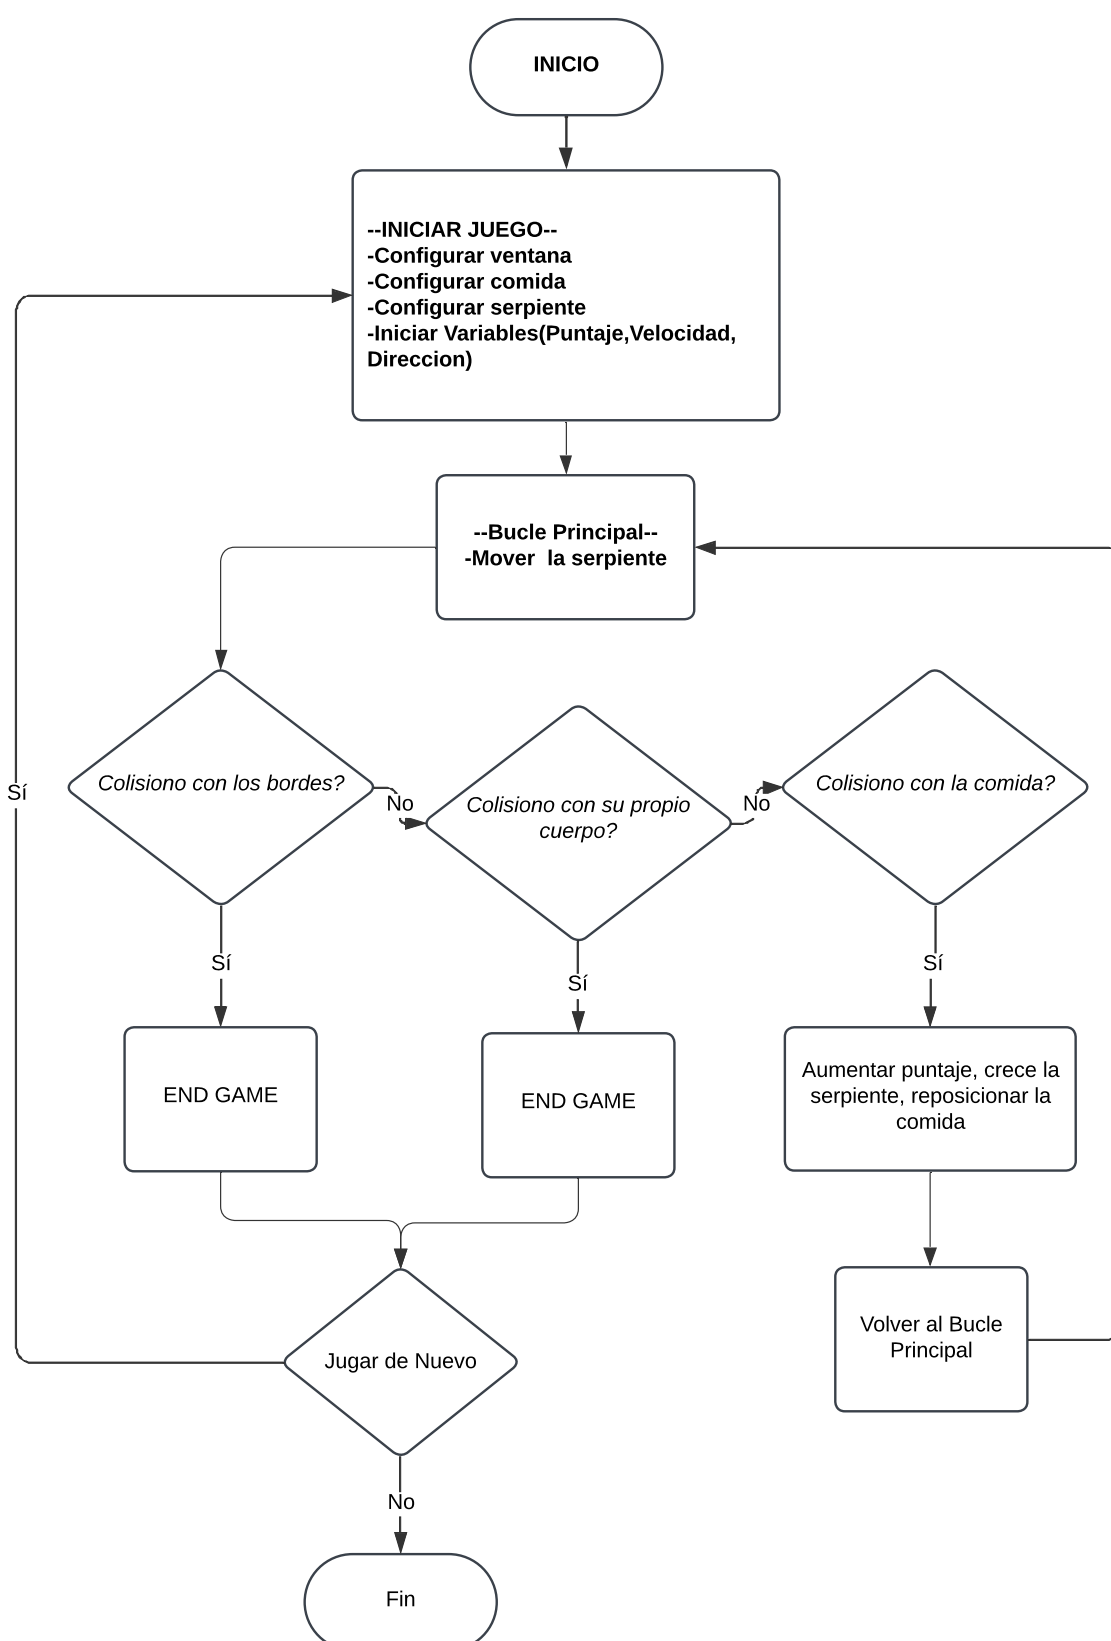 INICIO
--INICIAR JUEGO--
-Configurar ventana
-Configurar comida
-Configurar serpiente
-Iniciar Variables(Puntaje,Velocidad,
Direccion)
--Bucle Principal--
-Mover  la serpiente
Colisiono con los bordes?
No
Colisiono con su propio
cuerpo?
No
Colisiono con la comida?
Sí
Sí
Sí
Sí
END GAME
END GAME
Aumentar puntaje, crece la
serpiente, reposicionar la
comida
Jugar de Nuevo
Volver al Bucle
Principal
No
Fin